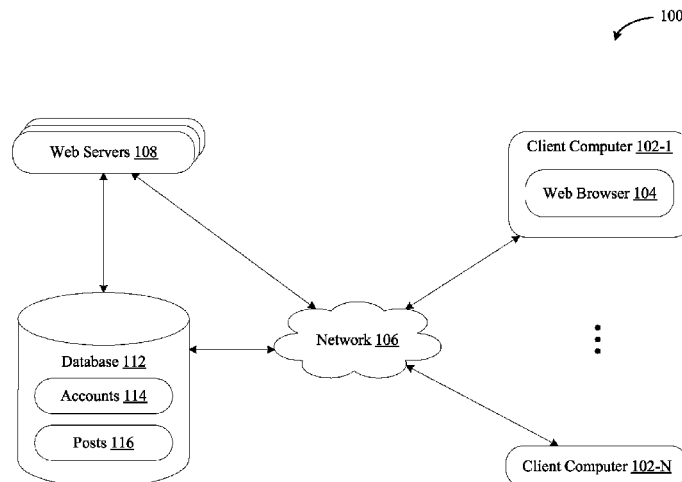 100
Web Servers 108
Client Computer 102-1
Web Browser 104
Network 106
Database 112
Accounts 114
Posts 116
Client Computer 102-N